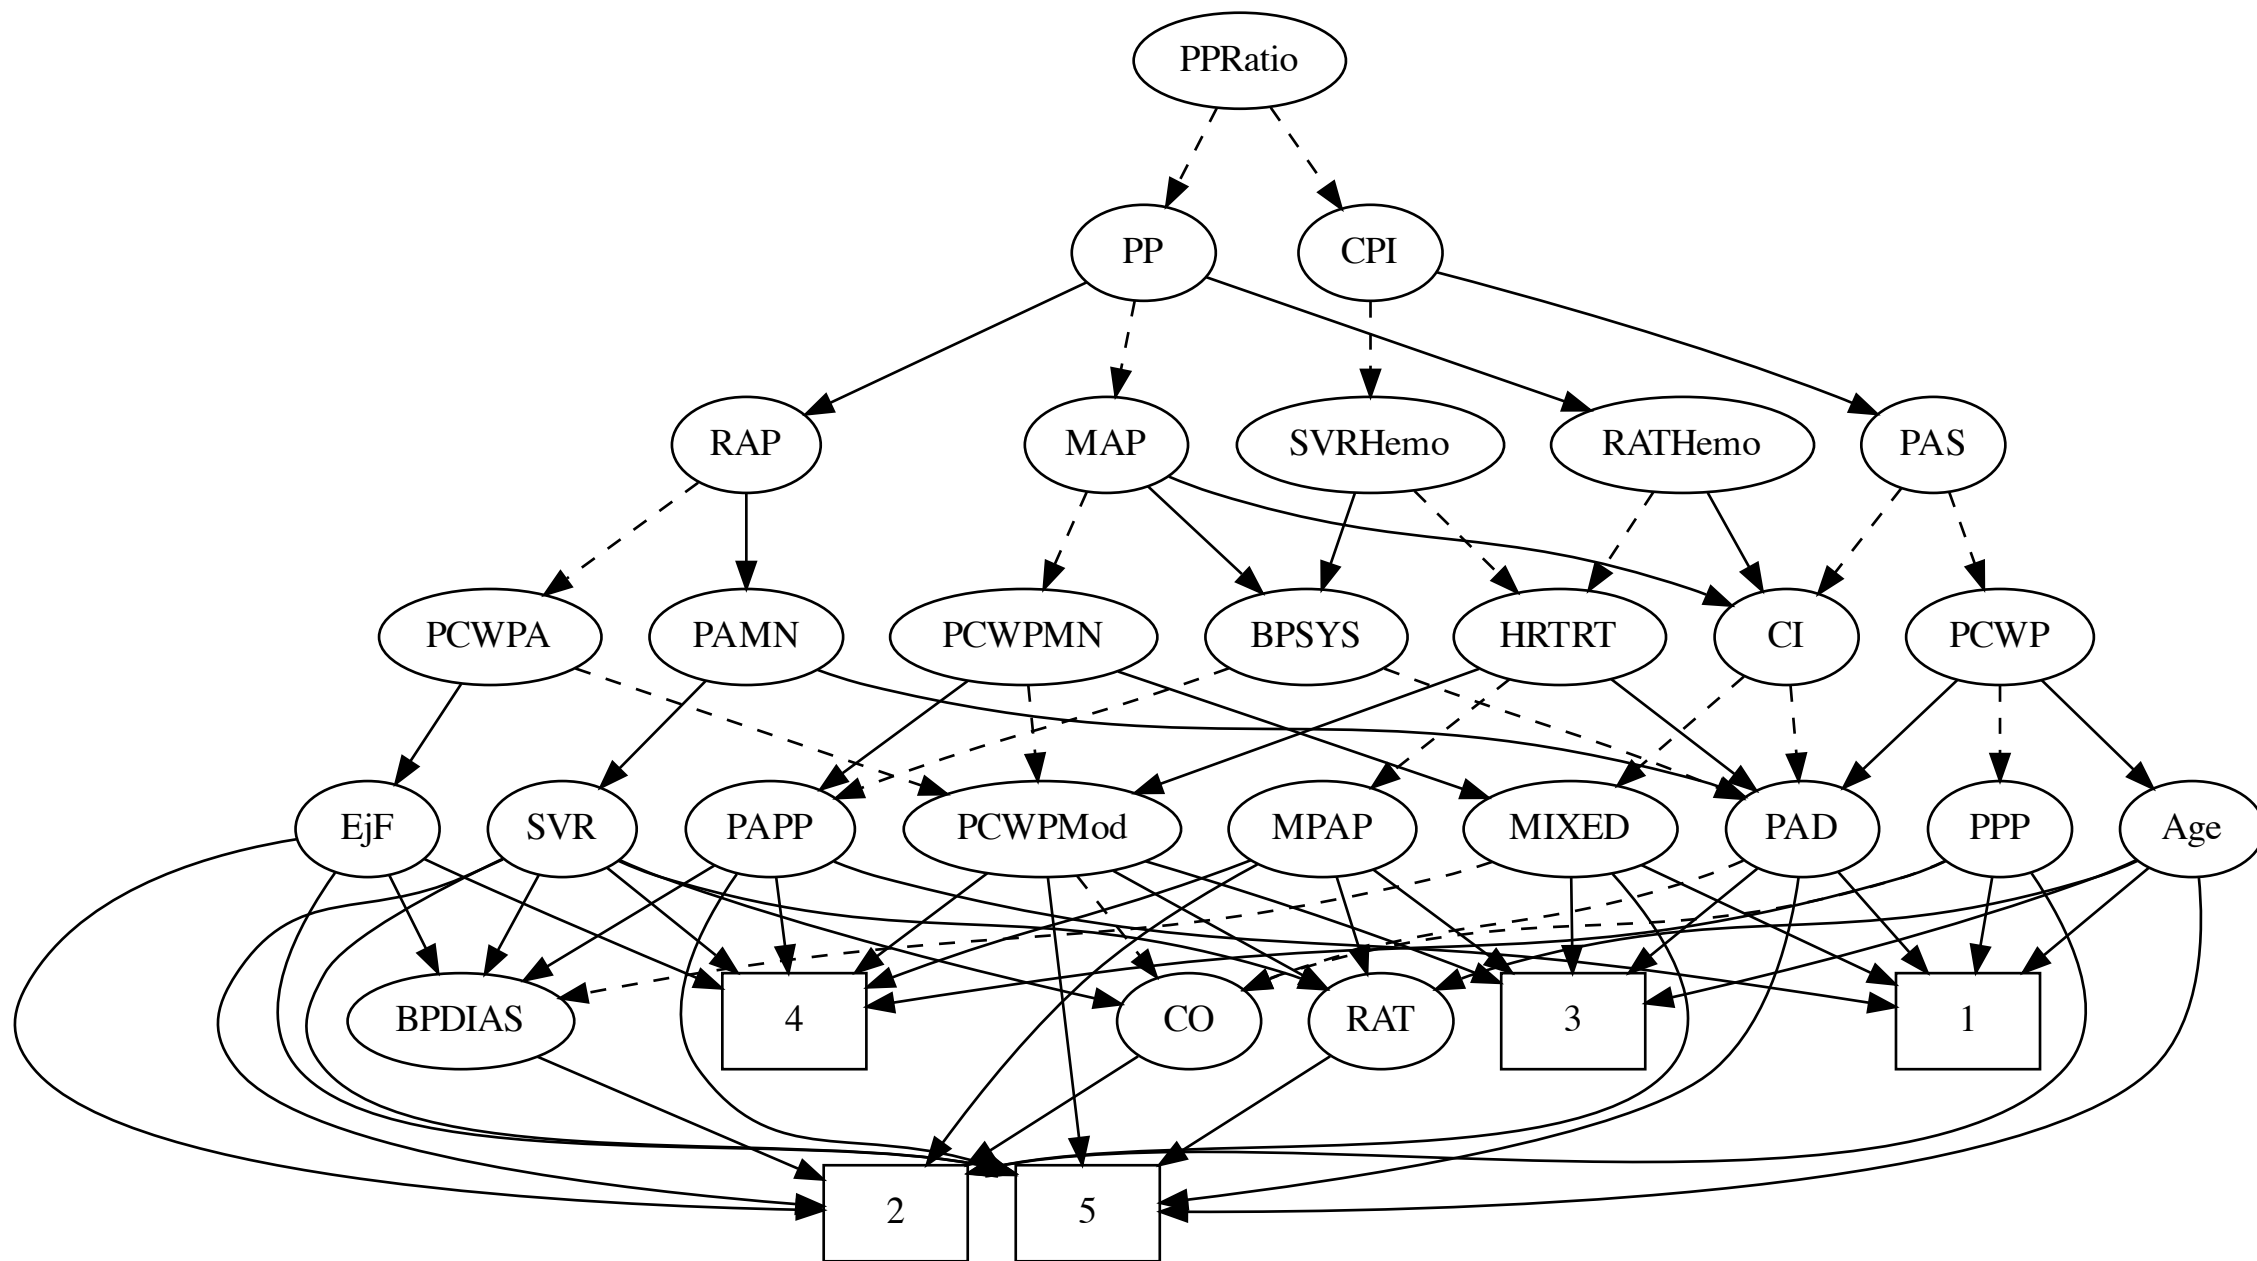 PPRatio
PP
CPI
RAP
MAP
SVRHemo
RATHemo
PAS
PCWPA
PAMN
PCWPMN
BPSYS
HRTRT
CI
PCWP
EjF
SVR
PAPP
PCWPMod
MPAP
MIXED
PAD
PPP
Age
BPDIAS
4
CO
RAT
3
1
2
5